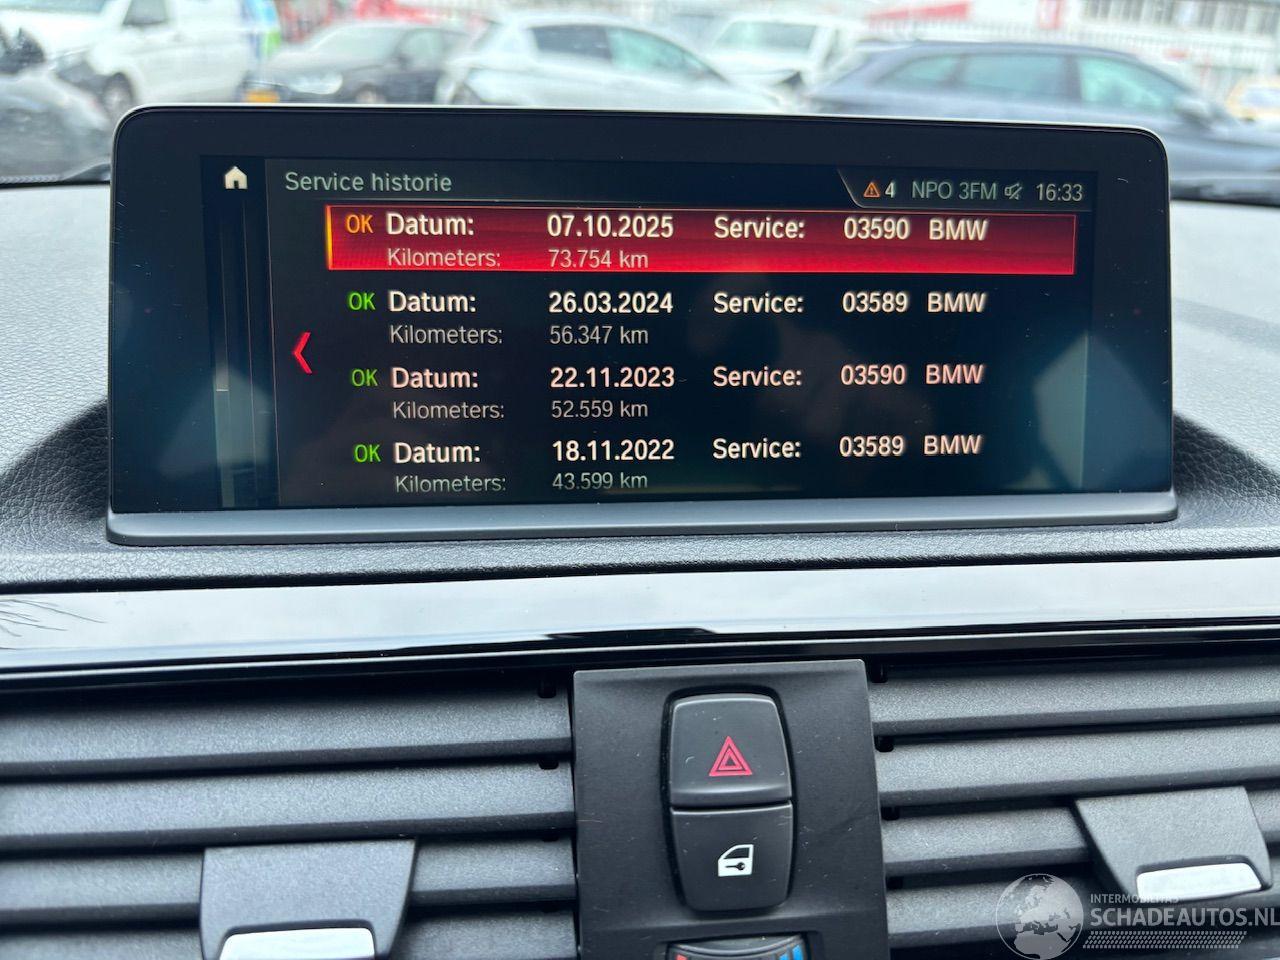 Service historie
4 NPO 3FM 16:33
OK Datum: 07.10.2025 Service: 03590 BMW
Kilometers: 73.754 km
OK Datum: 26.03.2024 Service: 03589 BMW
Kilometers: 56.347 km
OK Datum: 22.11.2023 Service: 03590 BMW
Kilometers: 52.559 km
OK Datum: 18.11.2022 Service: 03589 BMW
Kilometers: 43.599 km
INTERMOBILITAS
SCHADEAUTOS.NL